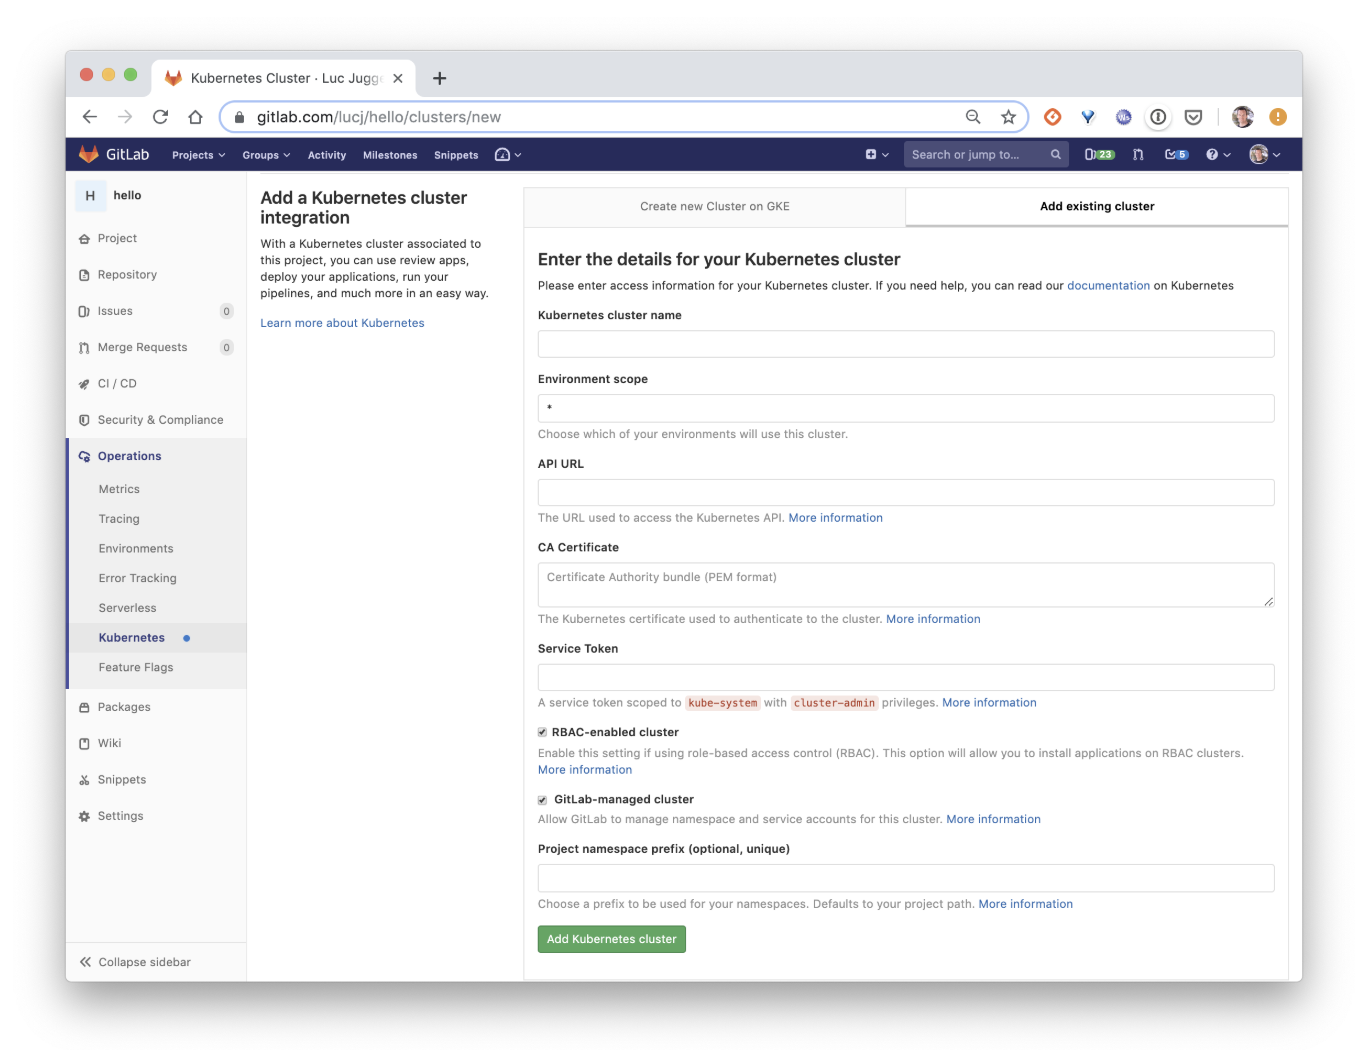 Kubernetes Cluster · Luc Jugge
gitlab.com/lucj/hello/clusters/new
GitLab Projects Groups Activity Milestones Snippets Search or jump to... 23 5
H hello
Project
Repository
Issues 0
Merge Requests 0
CI / CD
Security & Compliance
Operations
Metrics
Tracing
Environments
Error Tracking
Serverless
Kubernetes
Feature Flags
Packages
Wiki
Snippets
Settings
Collapse sidebar
Add a Kubernetes cluster
integration
With a Kubernetes cluster associated to
this project, you can use review apps,
deploy your applications, run your
pipelines, and much more in an easy way.
Learn more about Kubernetes
Create new Cluster on GKE
Add existing cluster
Enter the details for your Kubernetes cluster
Please enter access information for your Kubernetes cluster. If you need help, you can read our documentation on Kubernetes
Kubernetes cluster name
Environment scope
*
Choose which of your environments will use this cluster.
API URL
The URL used to access the Kubernetes API. More information
CA Certificate
Certificate Authority bundle (PEM format)
The Kubernetes certificate used to authenticate to the cluster. More information
Service Token
A service token scoped to kube-system with cluster-admin privileges. More information
RBAC-enabled cluster
Enable this setting if using role-based access control (RBAC). This option will allow you to install applications on RBAC clusters.
More information
GitLab-managed cluster
Allow GitLab to manage namespace and service accounts for this cluster. More information
Project namespace prefix (optional, unique)
Choose a prefix to be used for your namespaces. Defaults to your project path. More information
Add Kubernetes cluster